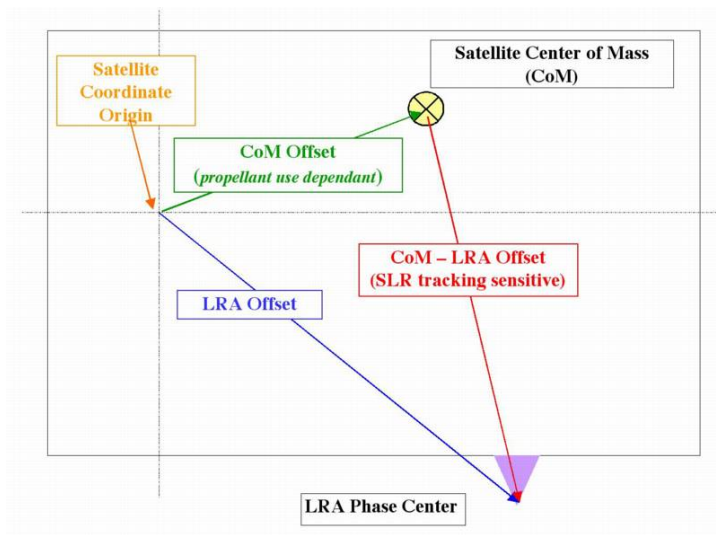 Satellite
Coordinate
Origin
Satellite Center of Mass
(CoM)
CoM Offset
(propellant use dependant)
CoM – LRA Offset
(SLR tracking sensitive)
LRA Offset
LRA Phase Center